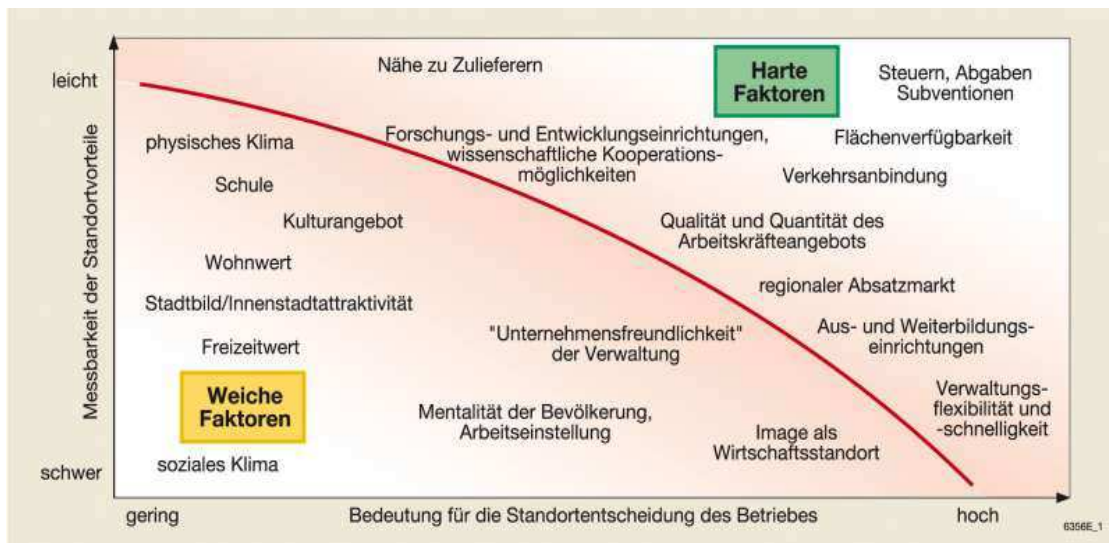 leicht
Messbarkeit der Standortvorteile
schwer
Nähe zu Zulieferern
Harte
Faktoren
Steuern, Abgaben
Subventionen
physisches Klima
Forschungs- und Entwicklungseinrichtungen,
wissenschaftliche Kooperations-
möglichkeiten
Flächenverfügbarkeit
Verkehrsanbindung
Schule
Kulturangebot
Qualität und Quantität des
Arbeitskräfteangebots
Wohnwert
regionaler Absatzmarkt
Stadtbild/Innenstadtattraktivität
"Unternehmensfreundlichkeit"
der Verwaltung
Aus- und Weiterbildungs-
einrichtungen
Freizeitwert
Weiche
Faktoren
Mentalität der Bevölkerung,
Arbeitseinstellung
Verwaltungs-
flexibilität und
-schnelligkeit
Image als
Wirtschaftsstandort
soziales Klima
gering
Bedeutung für die Standortentscheidung des Betriebes
hoch
6356E_1